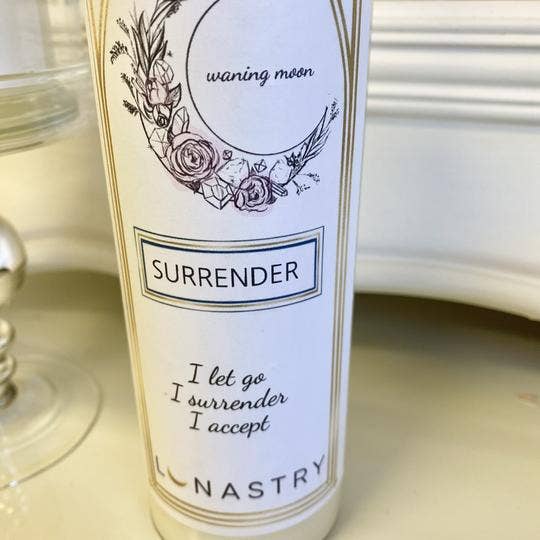 waning moon
SURRENDER
I let go
I surrender
I accept
LUNASTRY